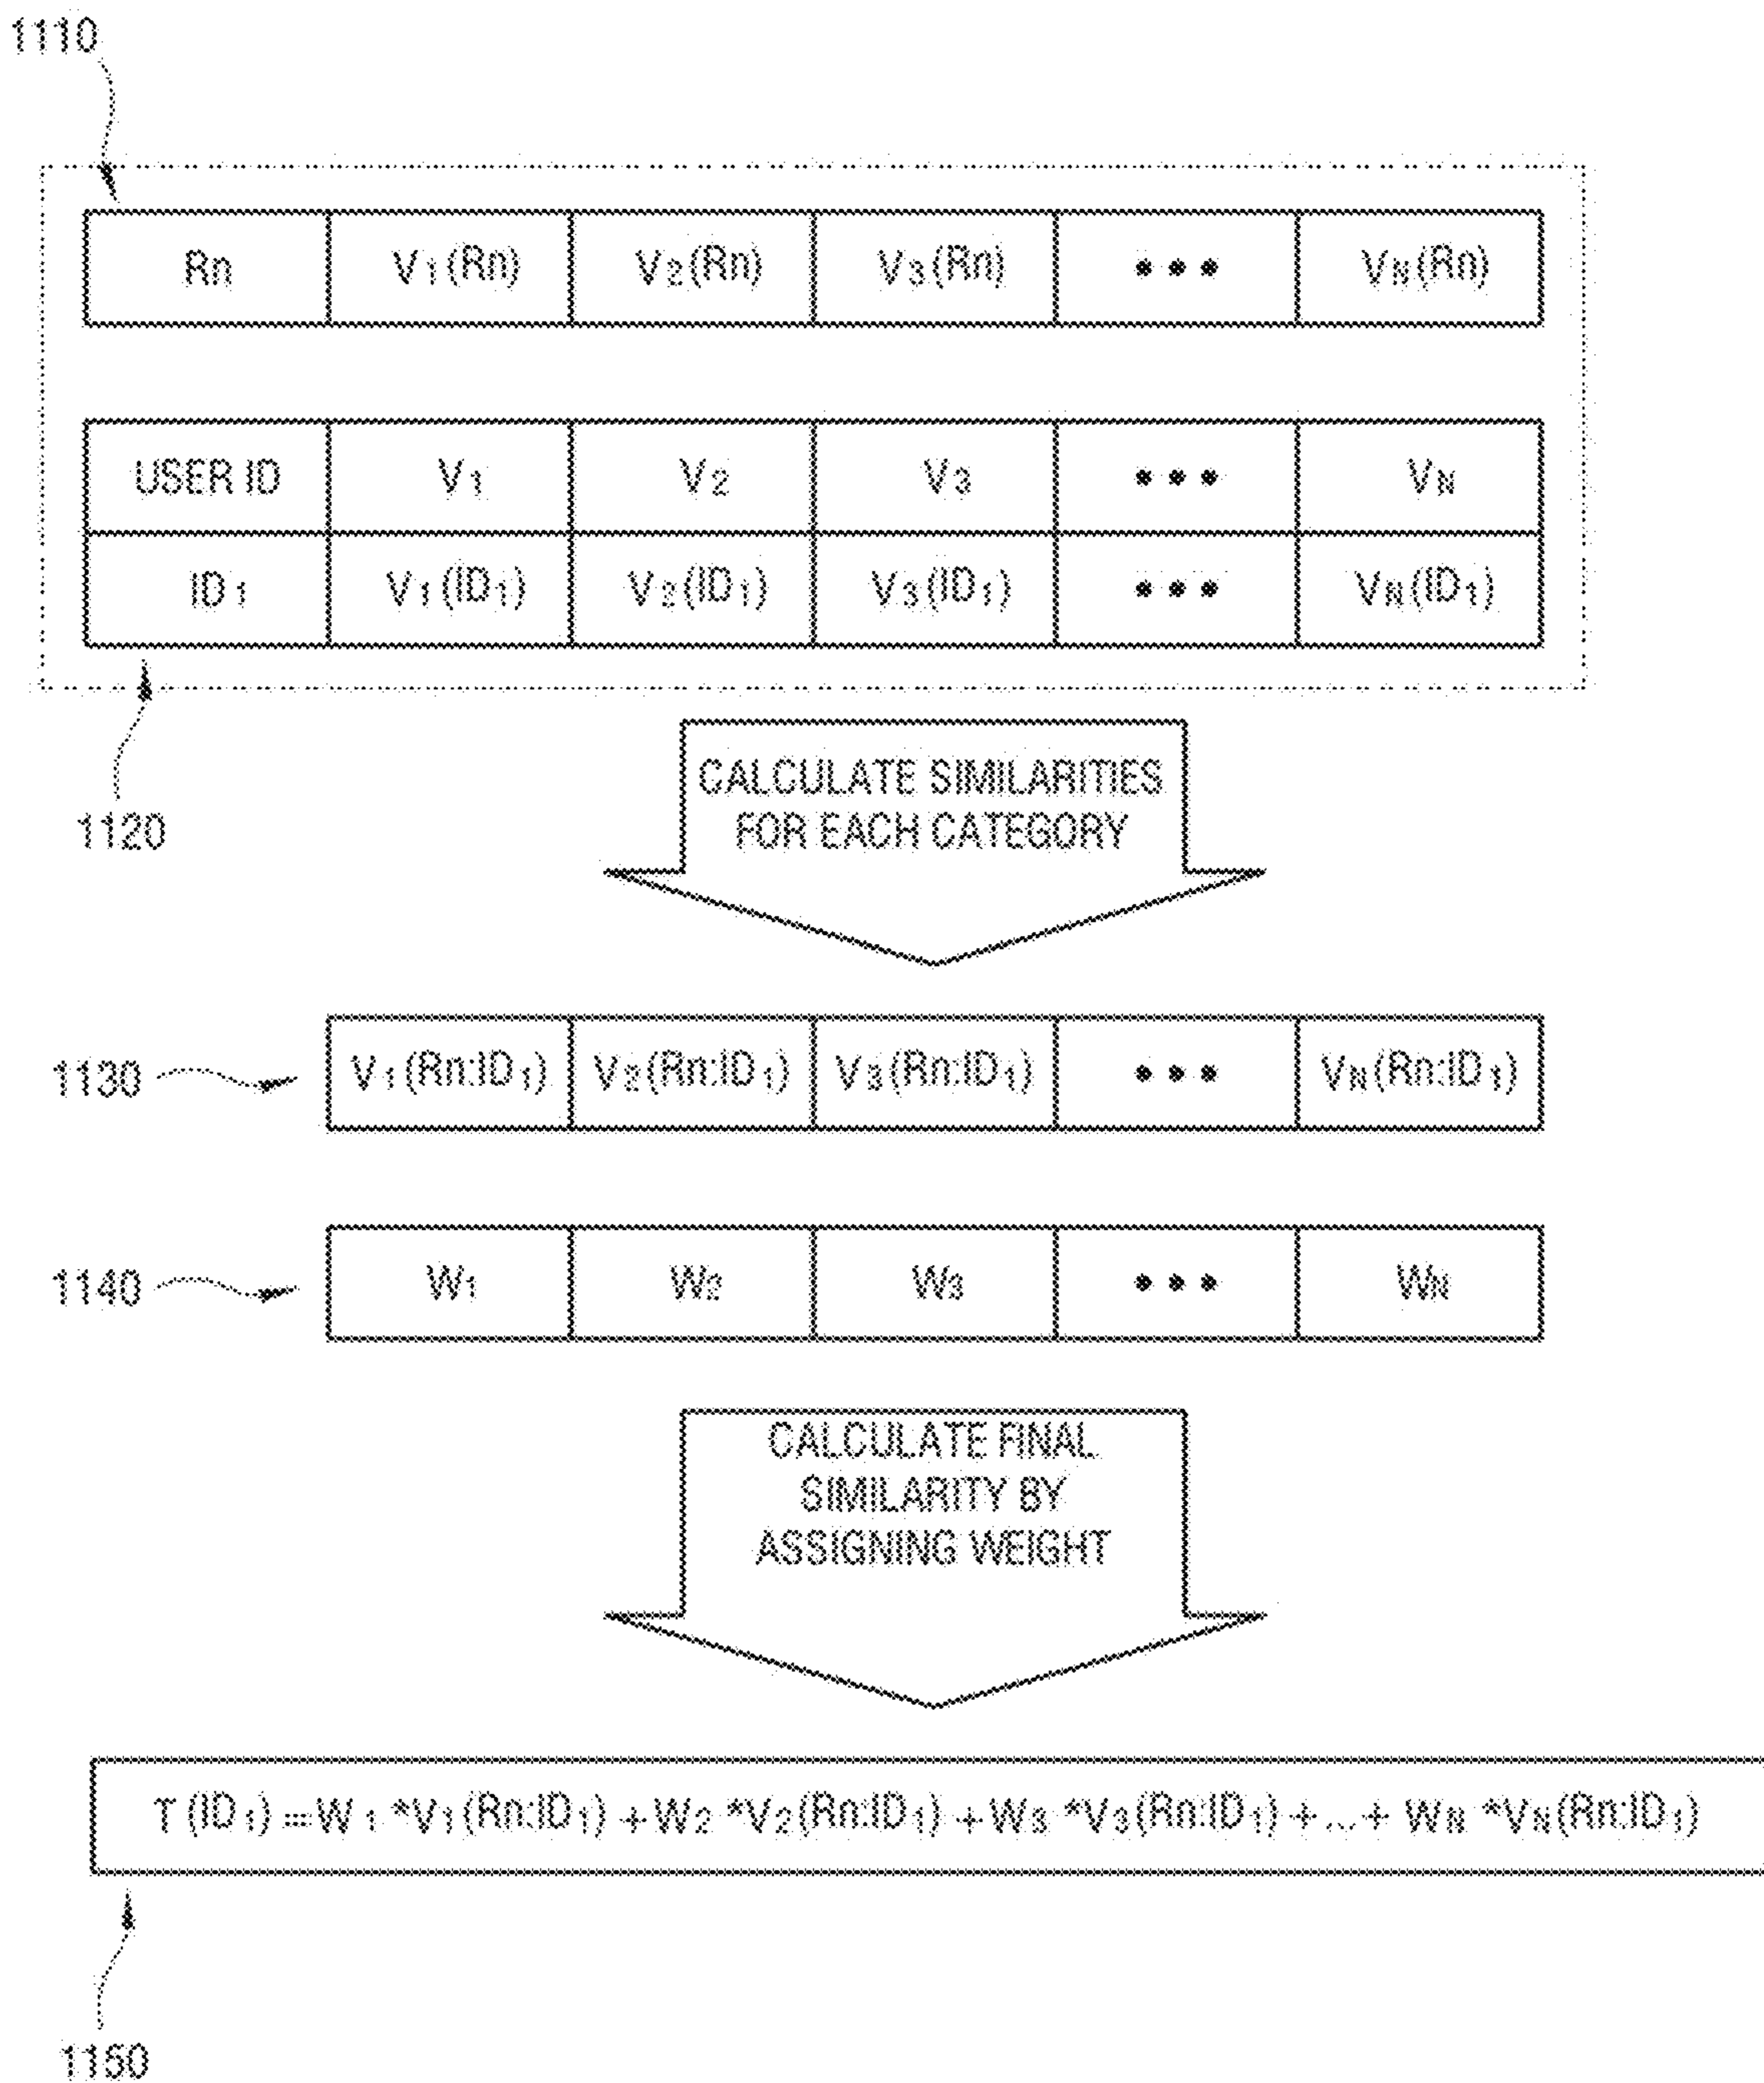 1110
Rn V1(Rn) V2(Rn) V3(Rn) ••• VN(Rn)
USER ID V1 V2 V3 ••• VN
ID1 V1(ID1) V2(ID1) V3(ID1) ••• VN(ID1)
1120
CALCULATE SIMILARITIES
FOR EACH CATEGORY
1130 V1(Rn:ID1) V2(Rn:ID1) V3(Rn:ID1) ••• VN(Rn:ID1)
1140 W1 W2 W3 ••• WN
CALCULATE FINAL
SIMILARITY BY
ASSIGNING WEIGHT
T(ID1)=W1*V1(Rn:ID1)+W2*V2(Rn:ID1)+W3*V3(Rn:ID1)+...+WN*VN(Rn:ID1)
1150